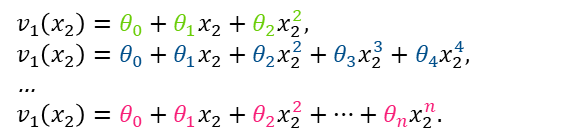 v₁(x₂) = θ₀ + θ₁x₂ + θ₂x₂²,
v₁(x₂) = θ₀ + θ₁x₂ + θ₂x₂² + θ₃x₂³ + θ₄x₂⁴,
...
v₁(x₂) = θ₀ + θ₁x₂ + θ₂x₂² + ⋯ + θₙx₂ⁿ.